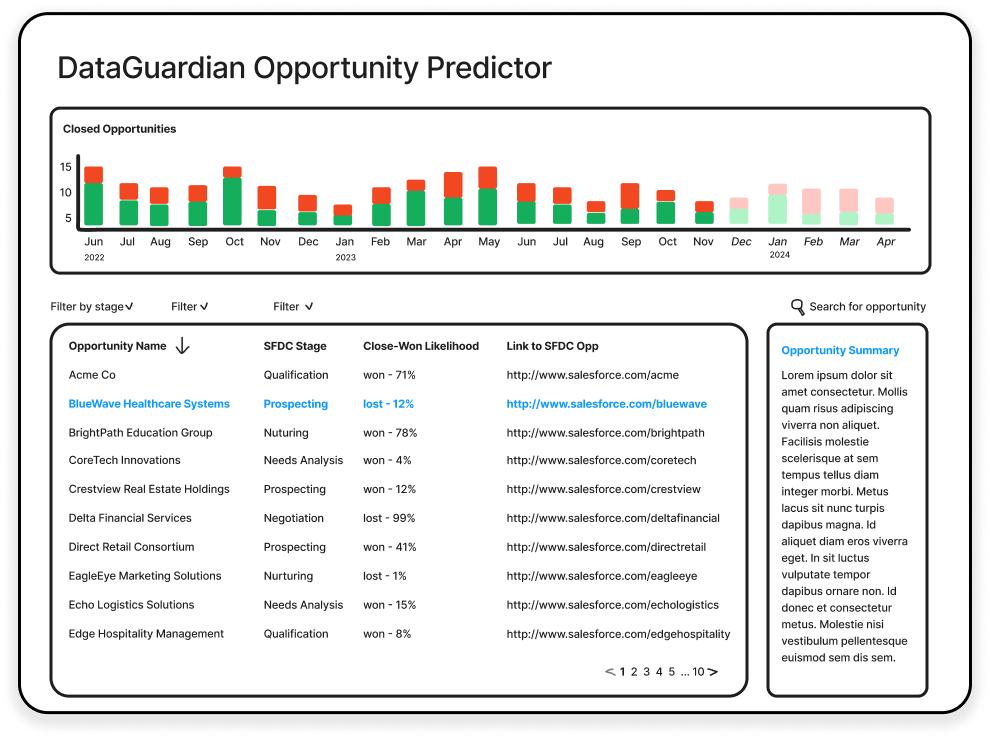 DataGuardian Opportunity Predictor
Closed Opportunities
15
10
5
Jun Jul Aug Sep Oct Nov Dec Jan Feb Mar Apr May Jun Jul Aug Sep Oct Nov Dec Jan Feb Mar Apr
2022 2023 2024
Filter by stage Filter Filter Search for opportunity
Opportunity Name SFDC Stage Close-Won Likelihood Link to SFDC Opp
Acme Co Qualification won - 71% http://www.salesforce.com/acme
BlueWave Healthcare Systems Prospecting lost - 12% http://www.salesforce.com/bluewave
BrightPath Education Group Nuturing won - 78% http://www.salesforce.com/brightpath
CoreTech Innovations Needs Analysis won - 4% http://www.salesforce.com/coretech
Crestview Real Estate Holdings Prospecting won - 12% http://www.salesforce.com/crestview
Delta Financial Services Negotiation lost - 99% http://www.salesforce.com/deltafinancial
Direct Retail Consortium Prospecting won - 41% http://www.salesforce.com/directretail
EagleEye Marketing Solutions Nurturing lost - 1% http://www.salesforce.com/eagleeye
Echo Logistics Solutions Needs Analysis won - 15% http://www.salesforce.com/echologistics
Edge Hospitality Management Qualification won - 8% http://www.salesforce.com/edgehospitality
< 1 2 3 4 5 ... 10 >
Opportunity Summary
Lorem ipsum dolor sit
amet consectetur. Mollis
quam risus adipiscing
viverra non aliquet.
Facilisis molestie
scelerisque at sem
tempus tellus diam
integer morbi. Metus
lacus sit nunc turpis
dapibus magna. Id
aliquet diam eros viverra
eget. In sit luctus
vulputate tempor
dapibus ornare non. Id
donec et consectetur
metus. Molestie nisi
vestibulum pellentesque
euismod sem dis sem.